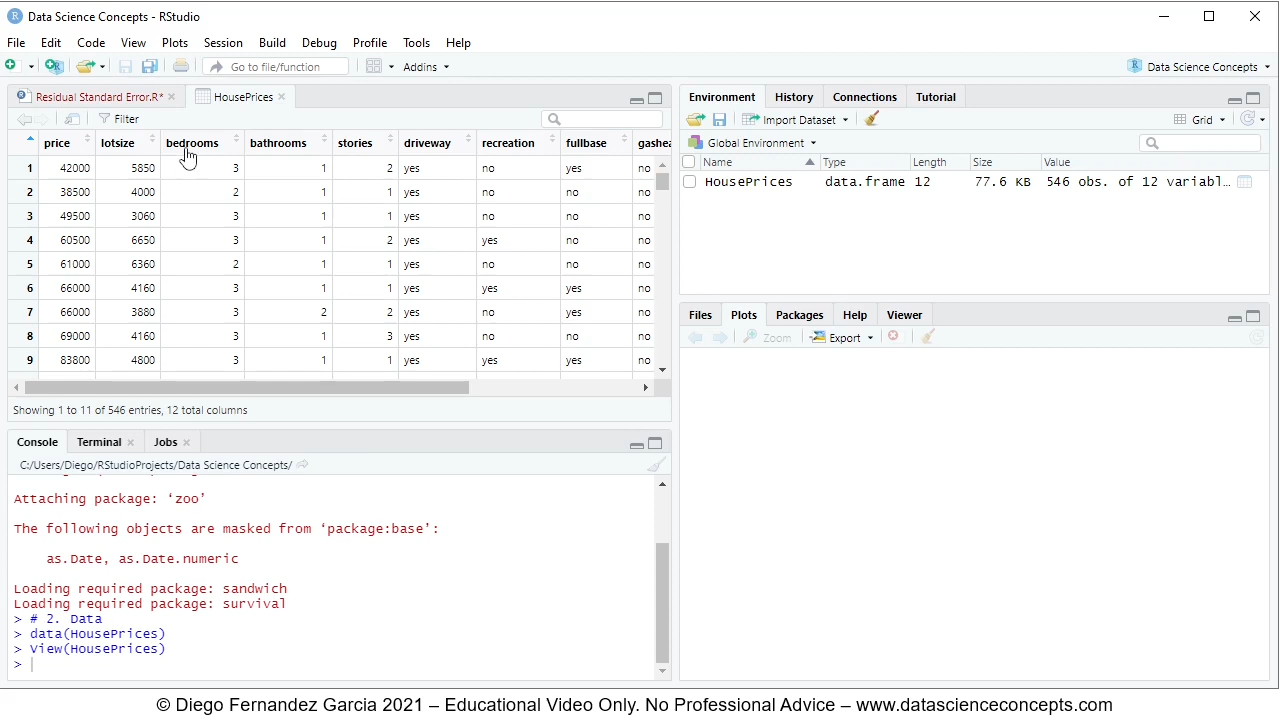 Data Science Concepts - RStudio
File Edit Code View Plots Session Build Debug Profile Tools Help
Go to file/function Addins Data Science Concepts
Residual Standard Error.R* HousePrices
Filter
price lotsize bedrooms bathrooms stories driveway recreation fullbase gashea
1 42000 5850 3 1 2 yes no yes no
2 38500 4000 2 1 1 yes no no no
3 49500 3060 3 1 1 yes no no no
4 60500 6650 3 1 2 yes yes no no
5 61000 6360 2 1 1 yes no no no
6 66000 4160 3 1 1 yes yes yes no
7 66000 3880 3 2 2 yes no yes no
8 69000 4160 3 1 3 yes no no no
9 83800 4800 3 1 1 yes yes yes no
Showing 1 to 11 of 546 entries, 12 total columns
Console Terminal Jobs
C:/Users/Diego/RStudioProjects/Data Science Concepts/
Attaching package: ‘zoo’
The following objects are masked from ‘package:base’:
as.Date, as.Date.numeric
Loading required package: sandwich
Loading required package: survival
> # 2. Data
> data(HousePrices)
> View(HousePrices)
>
Environment History Connections Tutorial
Import Dataset Grid
Global Environment
Name Type Length Size Value
HousePrices data.frame 12 77.6 KB 546 obs. of 12 variabl…
Files Plots Packages Help Viewer
Zoom Export
© Diego Fernandez Garcia 2021 – Educational Video Only. No Professional Advice – www.datascienceconcepts.com